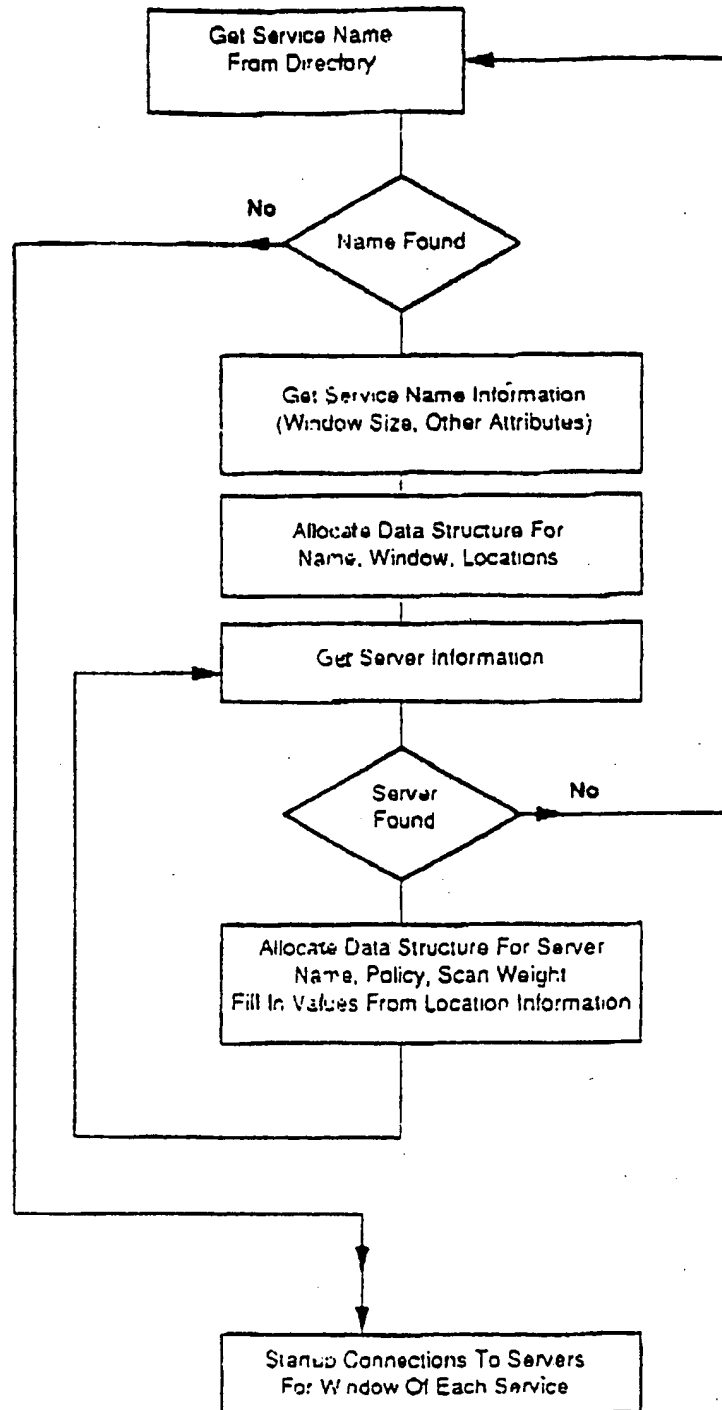 Get Service Name
From Directory
No
Name Found
Get Service Name Information
(Window Size, Other Attributes)
Allocate Data Structure For
Name, Window, Locations
Get Server Information
Server
Found
No
Allocate Data Structure For Server
Name, Policy, Scan Weight
Fill In Values From Location Information
Startup Connections To Servers
For Window Of Each Service